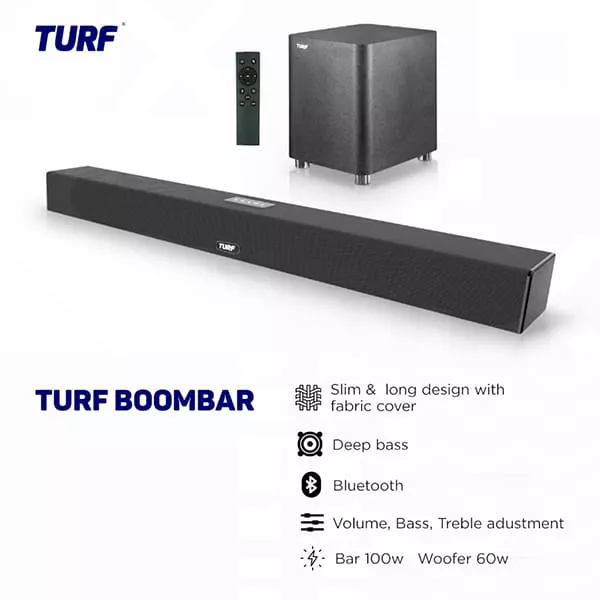 TURF
TURF
TURF
TURF BOOMBAR
Slim & long design with
fabric cover
Deep bass
Bluetooth
Volume, Bass, Treble adustment
Bar 100w Woofer 60w